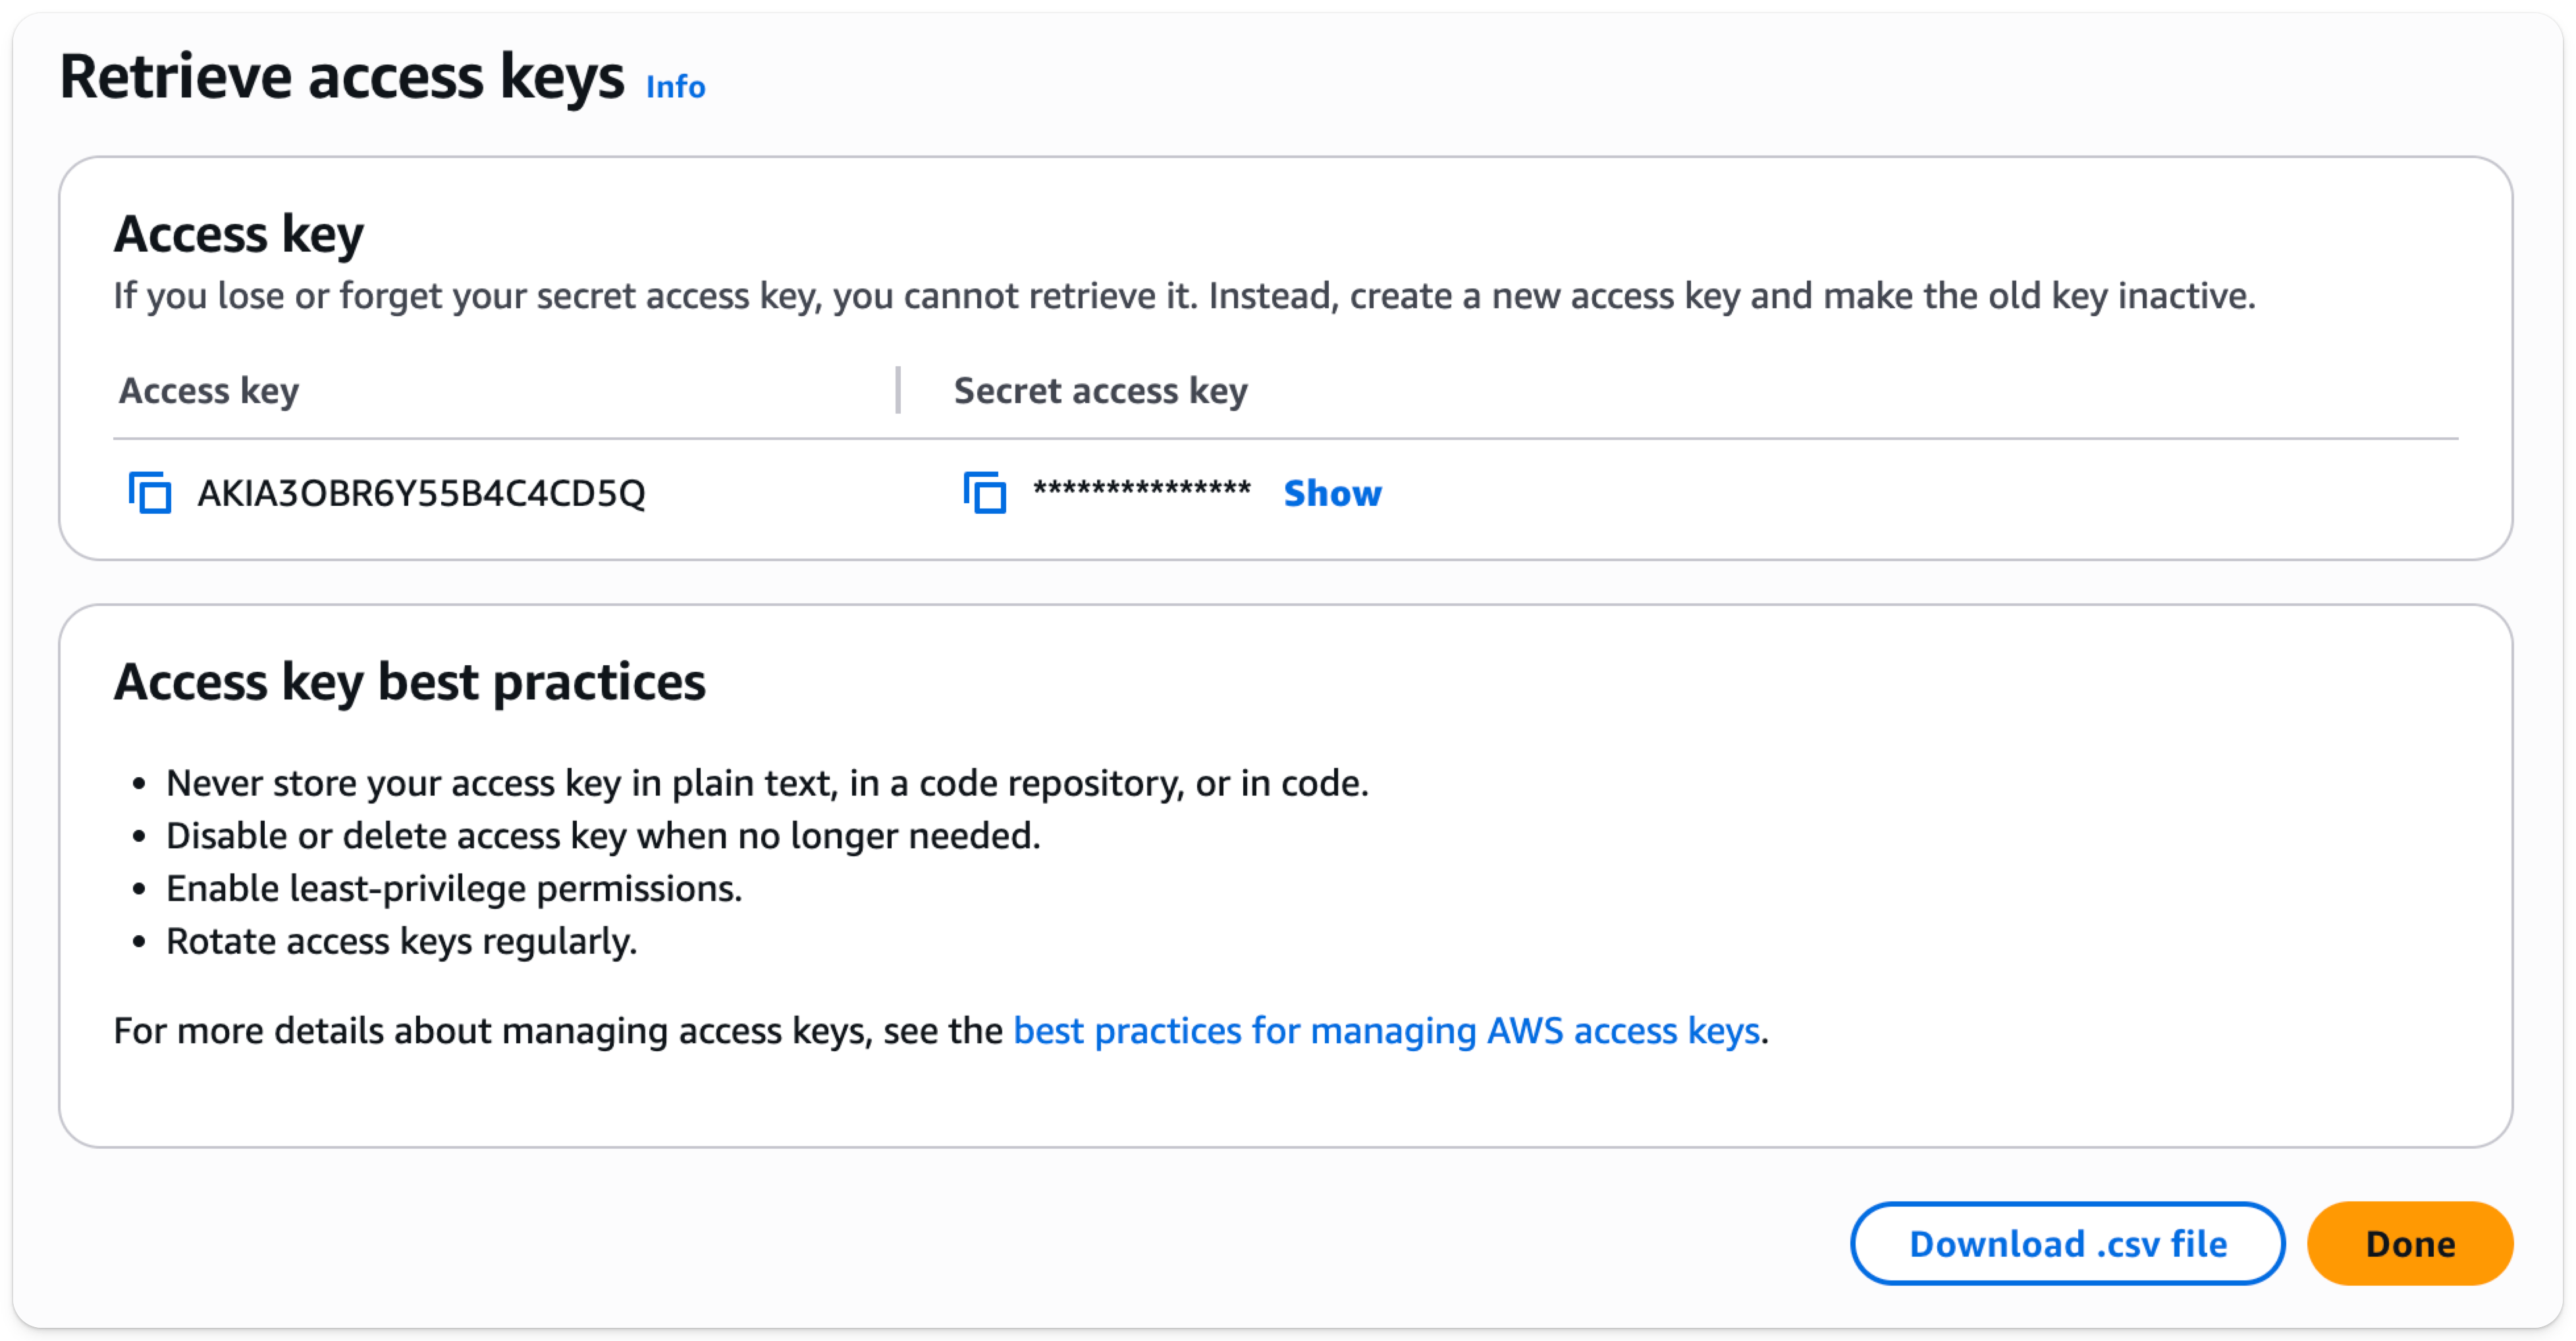 Retrieve access keys Info
Access key
If you lose or forget your secret access key, you cannot retrieve it. Instead, create a new access key and make the old key inactive.
Access key Secret access key
AKIA3OBR6Y55B4C4CD5Q *************** Show
Access key best practices
• Never store your access key in plain text, in a code repository, or in code.
• Disable or delete access key when no longer needed.
• Enable least-privilege permissions.
• Rotate access keys regularly.
For more details about managing access keys, see the best practices for managing AWS access keys.
Download .csv file Done